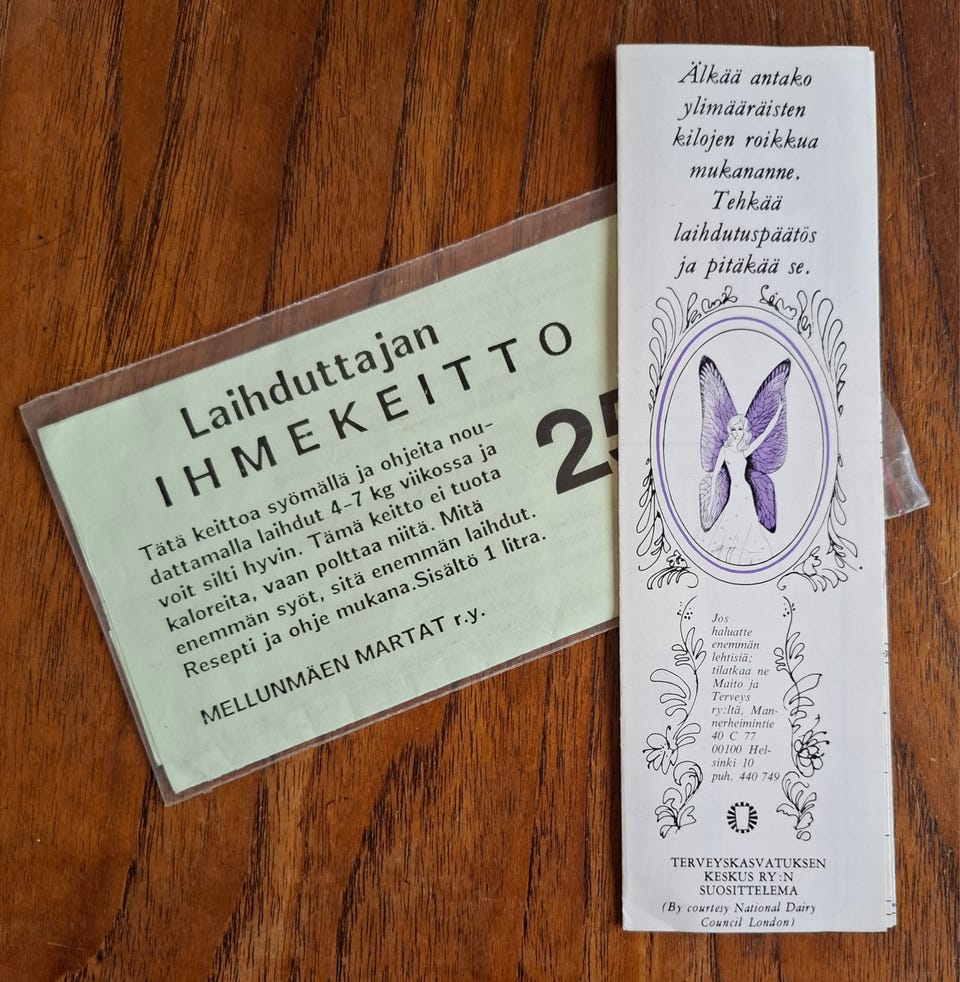 Laihduttajan
IHMEKEITTO
Tätä keittoa syömällä ja ohjeita nou-
dattamalla laihdut 4-7 kg viikossa ja
voit silti hyvin. Tämä keitto ei tuota
kaloreita, vaan polttaa niitä. Mitä
enemmän syöt, sitä enemmän laihdut.
Resepti ja ohje mukana.Sisältö 1 litra.
MELLUNMÄEN MARTAT r.y.
25
Älkää antako
ylimääräisten
kilojen roikkua
mukananne.
Tehkää
laihdutuspäätös
ja pitäkää se.
Jos
haluatte
enemmän
lehtisiä;
tilatkaa ne
Maito ja
Terveys
ry:ltä, Man-
nerheimintie
40 C 77
00100 Hel-
sinki 10
puh. 440 749
TERVEYSKASVATUKSEN
KESKUS RY:N
SUOSITTELEMA
(By courtesy National Dairy
Council London)